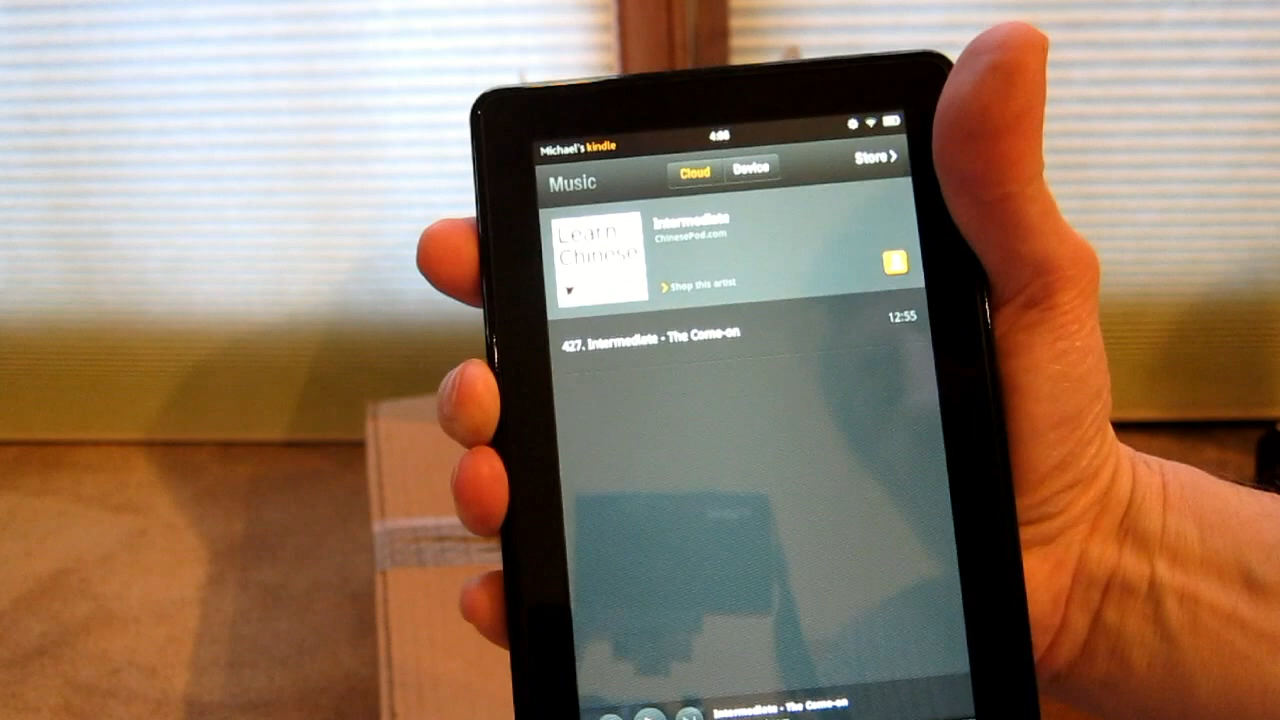 Michael's kindle
Music
Cloud
Device
Store
Learn
Chinese
Intermediate
ChinesePod.com
Shop this artist
427. Intermediate - The Come-on
12:55
Intermediate - The Come-on